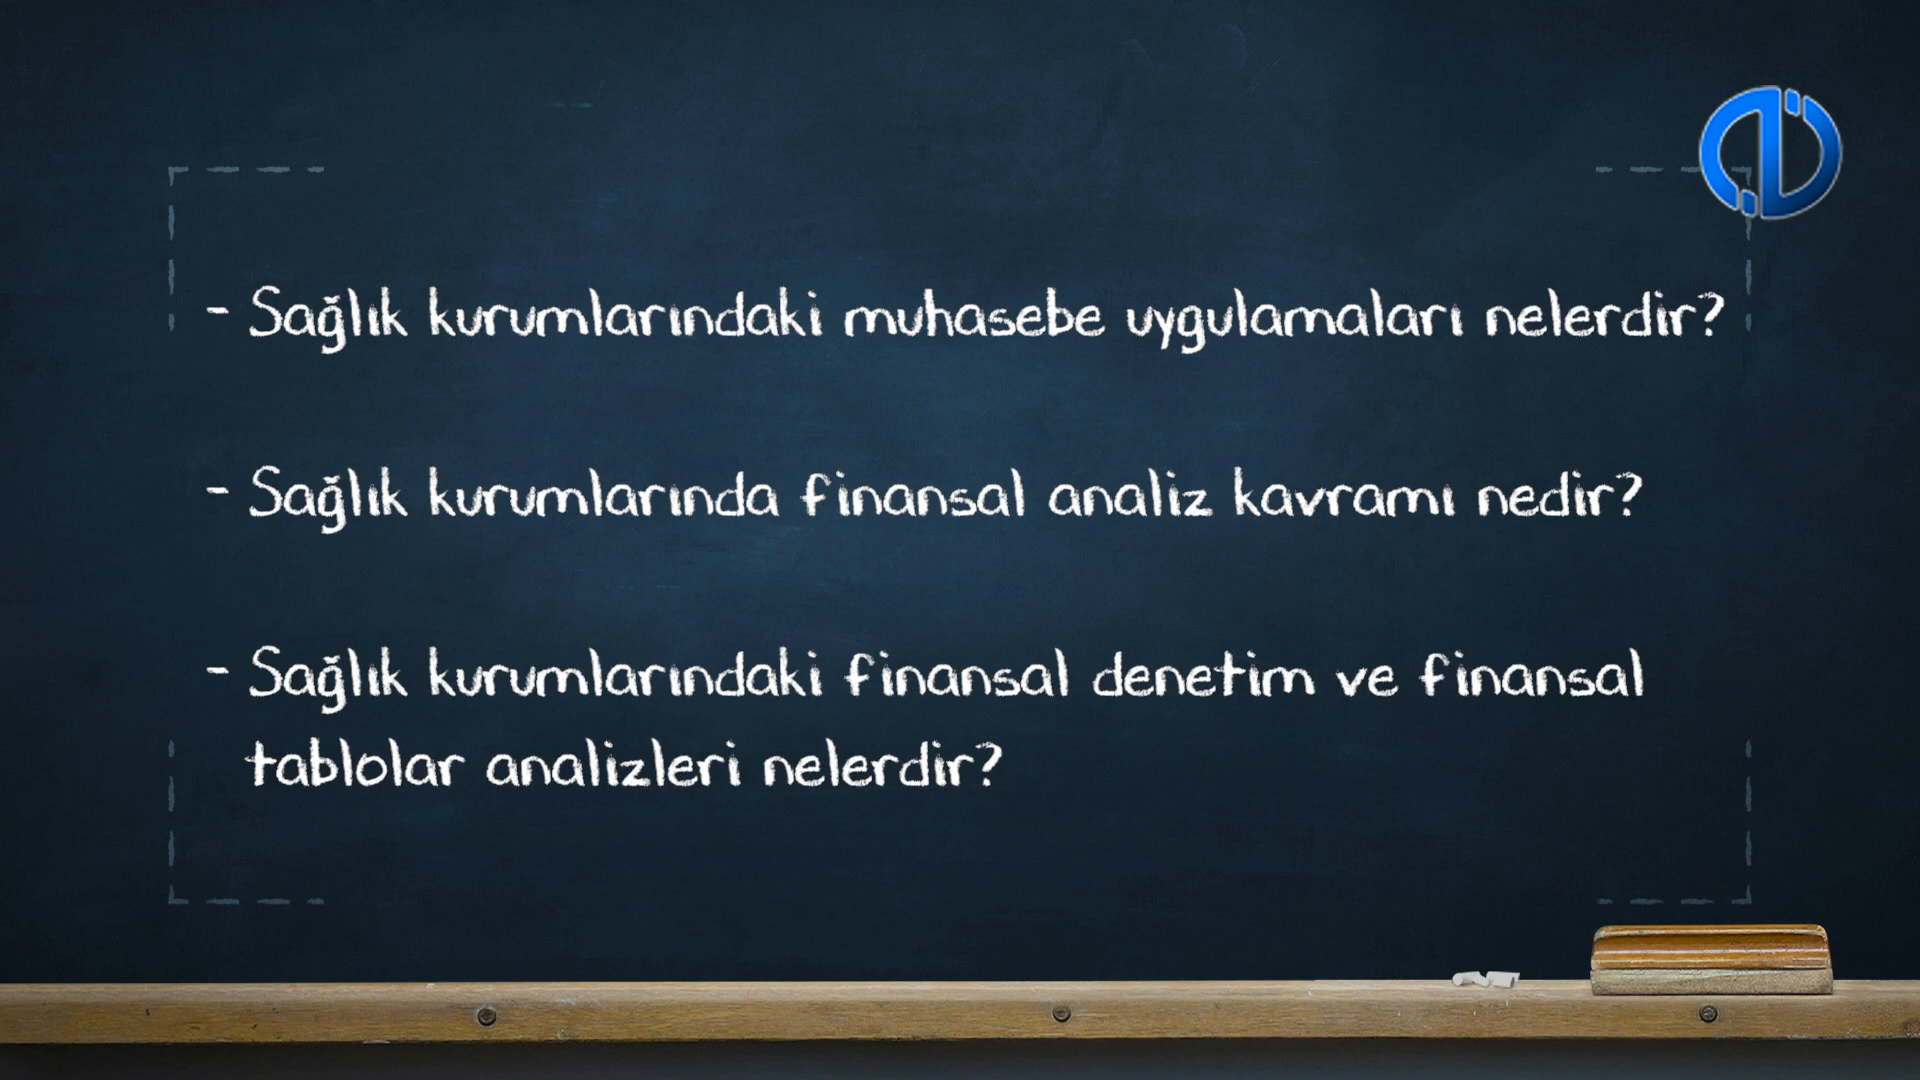 - Sağlık kurumlarındaki muhasebe uygulamaları nelerdir?
- Sağlık kurumlarında finansal analiz kavramı nedir?
- Sağlık kurumlarındaki finansal denetim ve finansal
tablolar analizleri nelerdir?